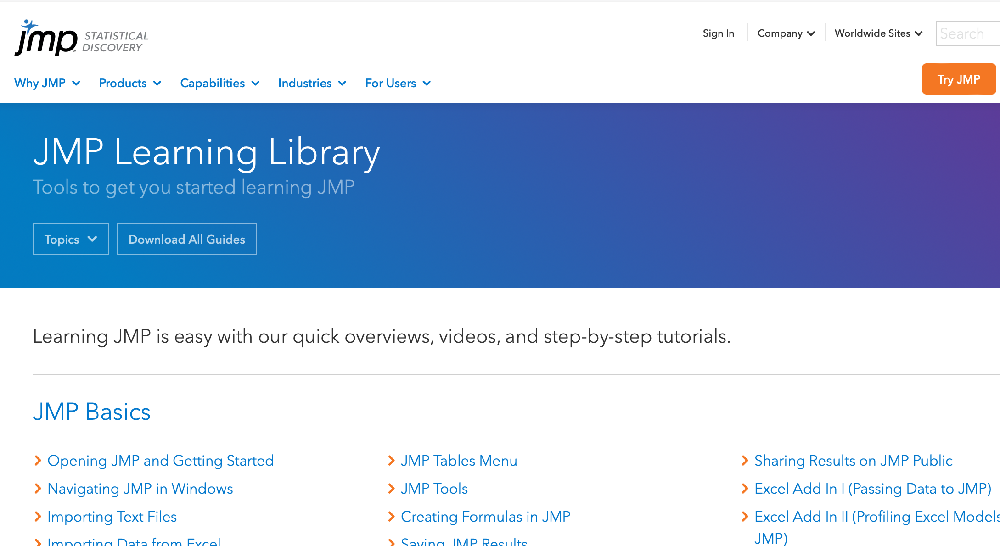 jmp STATISTICAL
DISCOVERY
Sign In
Company
Worldwide Sites
Search
Why JMP
Products
Capabilities
Industries
For Users
Try JMP
JMP Learning Library
Tools to get you started learning JMP
Topics
Download All Guides
Learning JMP is easy with our quick overviews, videos, and step-by-step tutorials.
JMP Basics
Opening JMP and Getting Started
Navigating JMP in Windows
Importing Text Files
Importing Data from Excel
JMP Tables Menu
JMP Tools
Creating Formulas in JMP
Saving JMP Results
Sharing Results on JMP Public
Excel Add In I (Passing Data to JMP)
Excel Add In II (Profiling Excel Models
JMP)